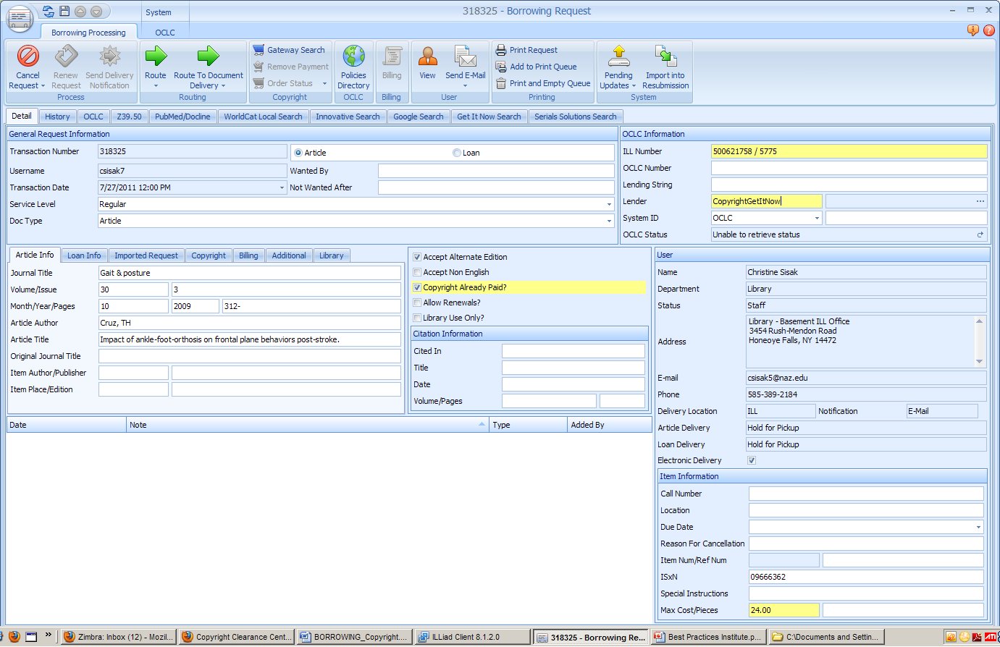 318325 - Borrowing Request
System
Borrowing Processing
OCLC
Cancel Request
Renew Request
Send Delivery Notification
Process
Route
Route To Document Delivery
Routing
Gateway Search
Remove Payment
Order Status
Copyright
Policies Directory
OCLC
Billing
Billing
View
Send E-Mail
User
Print Request
Add to Print Queue
Print and Empty Queue
Printing
Pending Updates
Import into Resubmission
System
Detail History OCLC Z39.50 PubMed/Docline WorldCat Local Search Innovative Search Google Search Get It Now Search Serials Solutions Search
General Request Information
Transaction Number 318325 Article Loan
Username csisak7 Wanted By
Transaction Date 7/27/2011 12:00 PM Not Wanted After
Service Level Regular
Doc Type Article
OCLC Information
ILL Number 500621758 / 5775
OCLC Number
Lending String
Lender CopyrightGetItNow ...
System ID OCLC
OCLC Status Unable to retrieve status
Article Info Loan Info Imported Request Copyright Billing Additional Library
Journal Title Gait & posture
Volume/Issue 30 3
Month/Year/Pages 10 2009 312-
Article Author Cruz, TH
Article Title Impact of ankle-foot-orthosis on frontal plane behaviors post-stroke.
Original Journal Title
Item Author/Publisher
Item Place/Edition
Accept Alternate Edition
Accept Non English
Copyright Already Paid?
Allow Renewals?
Library Use Only?
Citation Information
Cited In
Title
Date
Volume/Pages
Date Note Type Added By
User
Name Christine Sisak
Department Library
Status Staff
Address
Library - Basement ILL Office
3454 Rush-Mendon Road
Honeoye Falls, NY 14472
E-mail csisak5@naz.edu
Phone 585-389-2184
Delivery Location ILL Notification E-Mail
Article Delivery Hold for Pickup
Loan Delivery Hold for Pickup
Electronic Delivery
Item Information
Call Number
Location
Due Date
Reason For Cancellation
Item Num/Ref Num
ISxN 09666362
Special Instructions
Max Cost/Pieces 24.00
» Zimbra: Inbox (12) - Mozil... Copyright Clearance Cent... BORROWING_Copyright.... ILLiad Client 8.1.2.0 318325 - Borrowing Re... Best Practices Institute.p... C:\Documents and Settin... ATI